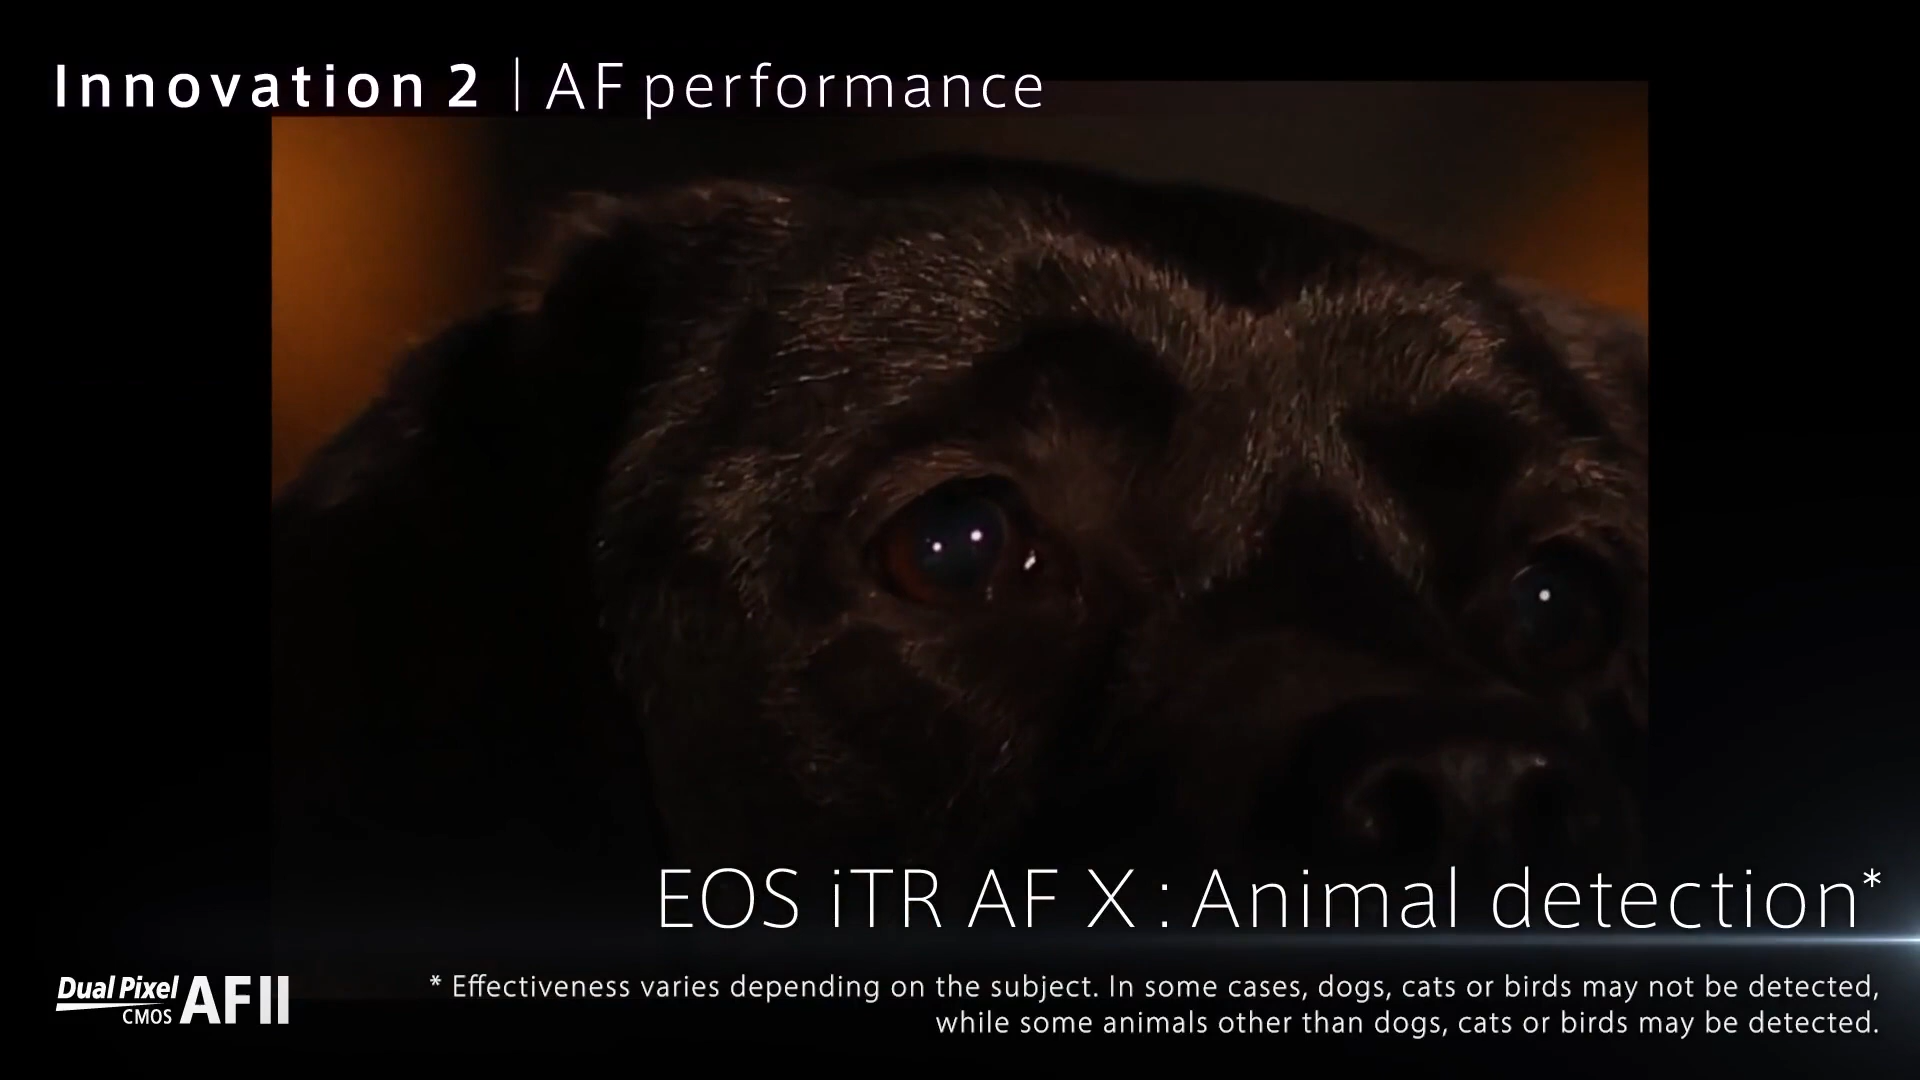 Innovation 2 | AF performance
EOS iTR AF X : Animal detection*
* Effectiveness varies depending on the subject. In some cases, dogs, cats or birds may not be detected,
while some animals other than dogs, cats or birds may be detected.
Dual Pixel
CMOS AF II